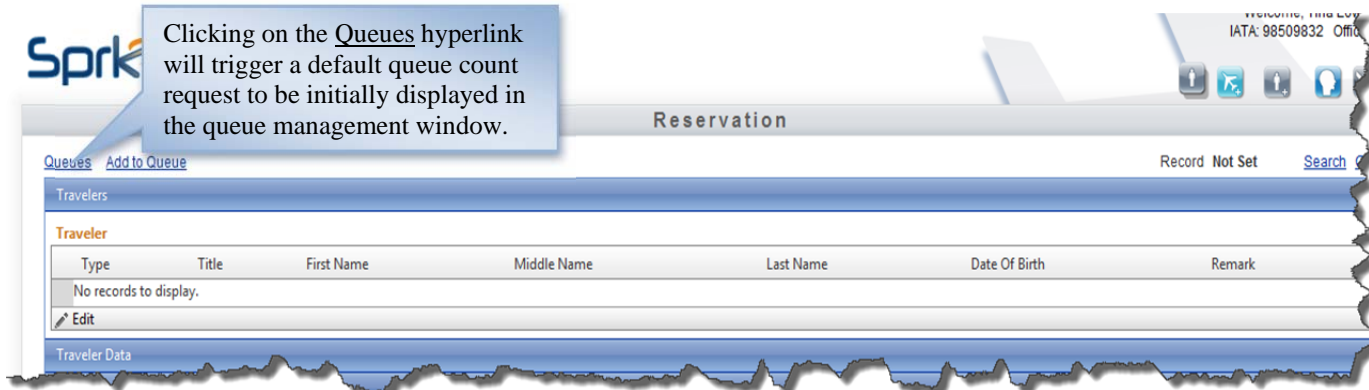 Sprk
Clicking on the Queues hyperlink
will trigger a default queue count
request to be initially displayed in
the queue management window.
IATA: 98509832
Reservation
Queues Add to Queue Record Not Set Search
Travelers
Traveler
Type Title First Name Middle Name Last Name Date Of Birth Remark
No records to display.
Edit
Traveler Data